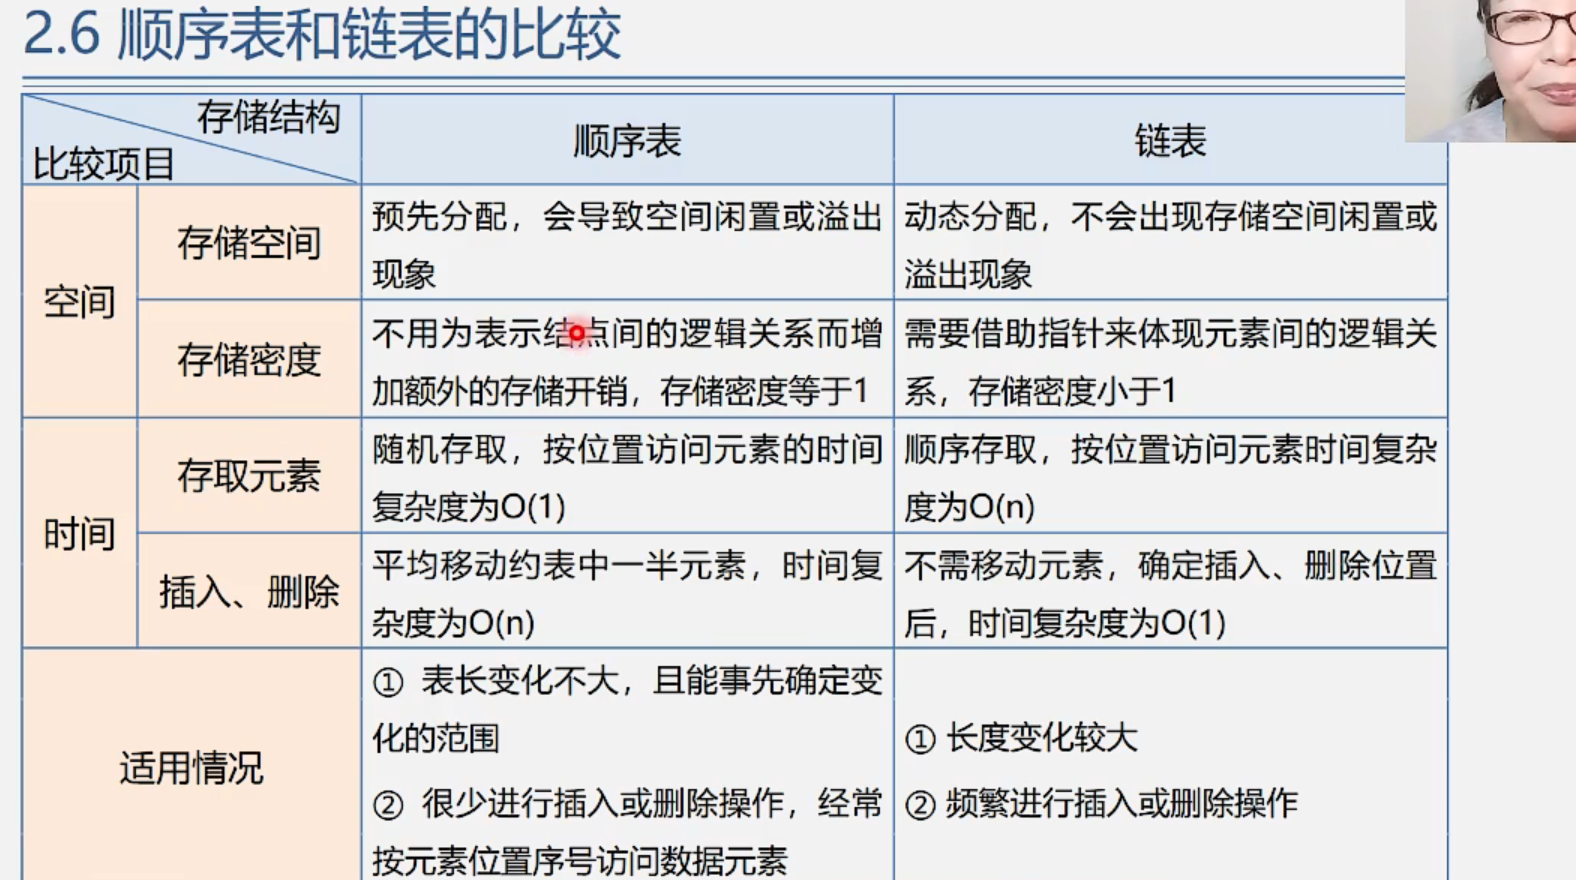 2.6 顺序表和链表的比较
存储结构
比较项目
顺序表
链表
空间
存储空间
预先分配，会导致空间闲置或溢出
现象
动态分配，不会出现存储空间闲置或
溢出现象
存储密度
不用为表示结点间的逻辑关系而增
加额外的存储开销，存储密度等于1
需要借助指针来体现元素间的逻辑关
系，存储密度小于1
时间
存取元素
随机存取，按位置访问元素的时间
复杂度为O(1)
顺序存取，按位置访问元素时间复杂
度为O(n)
插入、删除
平均移动约表中一半元素，时间复
杂度为O(n)
不需移动元素，确定插入、删除位置
后，时间复杂度为O(1)
适用情况
① 表长变化不大，且能事先确定变
化的范围
② 很少进行插入或删除操作，经常
按元素位置序号访问数据元素
① 长度变化较大
② 频繁进行插入或删除操作